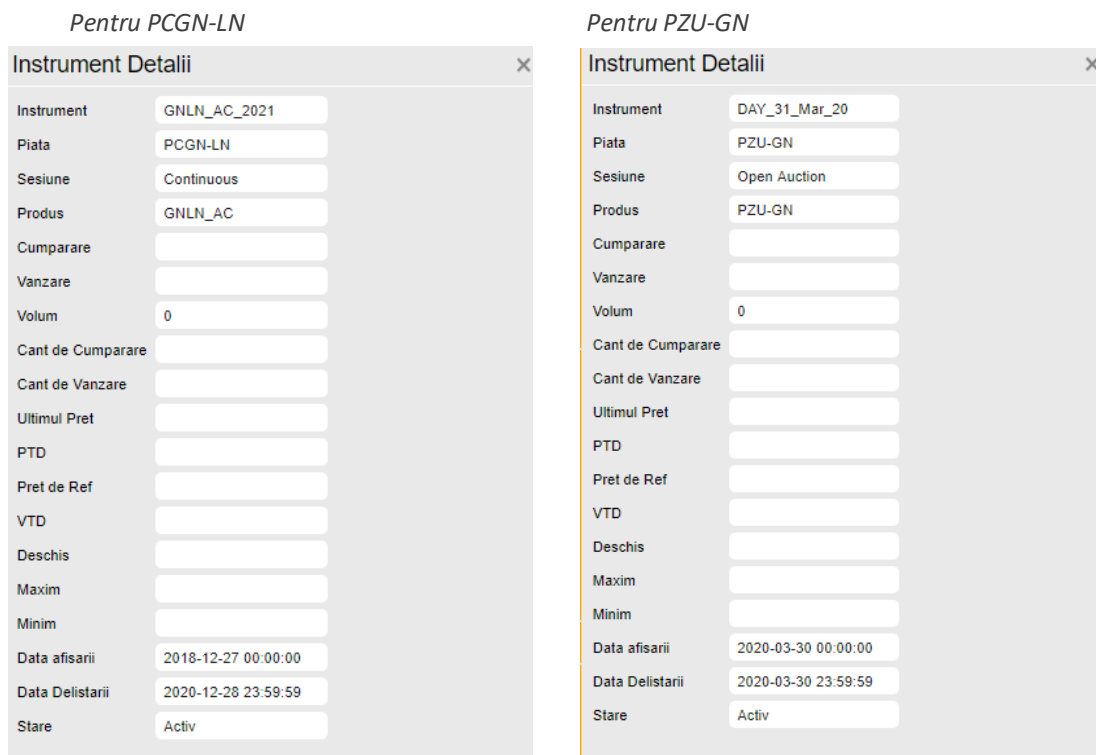 Pentru PCGN-LN
Instrument Detalii ×
Instrument GNLN_AC_2021
Piata PCGN-LN
Sesiune Continuous
Produs GNLN_AC
Cumparare
Vanzare
Volum 0
Cant de Cumparare
Cant de Vanzare
Ultimul Pret
PTD
Pret de Ref
VTD
Deschis
Maxim
Minim
Data afisarii 2018-12-27 00:00:00
Data Delistarii 2020-12-28 23:59:59
Stare Activ
Pentru PZU-GN
Instrument Detalii ×
Instrument DAY_31_Mar_20
Piata PZU-GN
Sesiune Open Auction
Produs PZU-GN
Cumparare
Vanzare
Volum 0
Cant de Cumparare
Cant de Vanzare
Ultimul Pret
PTD
Pret de Ref
VTD
Deschis
Maxim
Minim
Data afisarii 2020-03-30 00:00:00
Data Delistarii 2020-03-30 23:59:59
Stare Activ